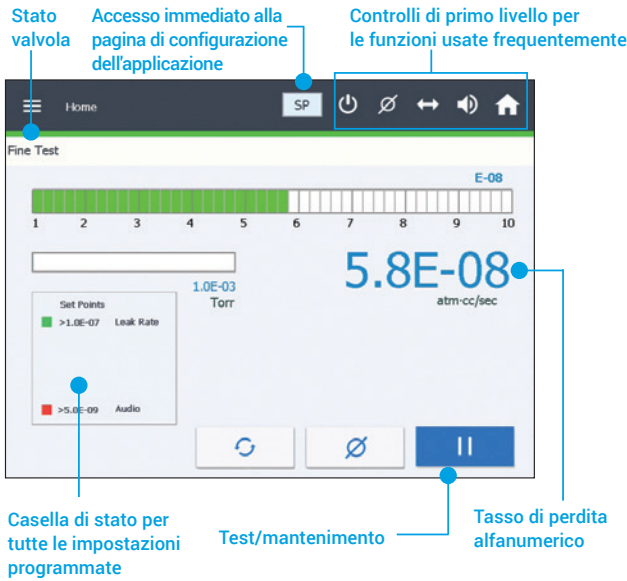 Stato
valvola
Accesso immediato alla
pagina di configurazione
dell'applicazione
Controlli di primo livello per
le funzioni usate frequentemente
Home
SP
Fine Test
E-08
1 2 3 4 5 6 7 8 9 10
1.0E-03
Torr
5.8E-08
atm·cc/sec
Set Points
>1.0E-07 Leak Rate
>5.0E-09 Audio
Casella di stato per
tutte le impostazioni
programmate
Test/mantenimento
Tasso di perdita
alfanumerico